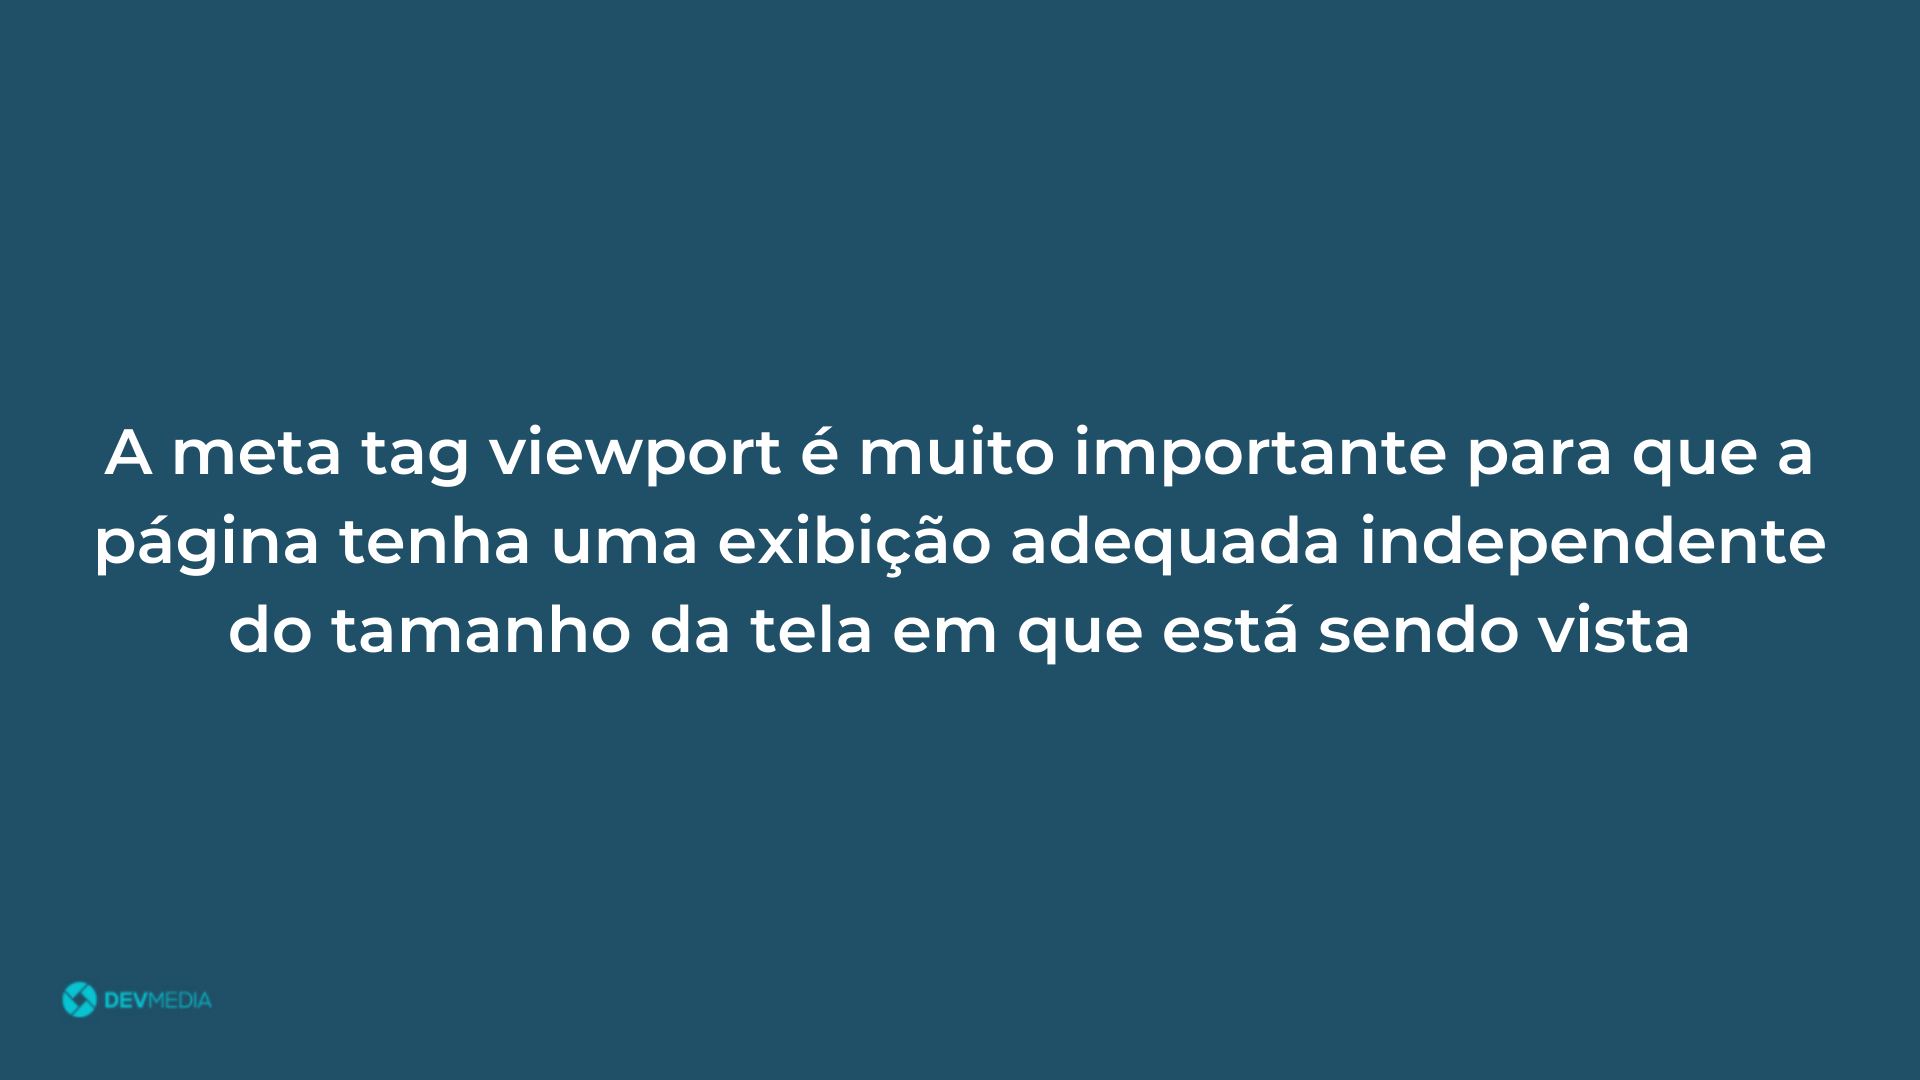 A meta tag viewport é muito importante para que a
página tenha uma exibição adequada independente
do tamanho da tela em que está sendo vista
DEVMEDIA